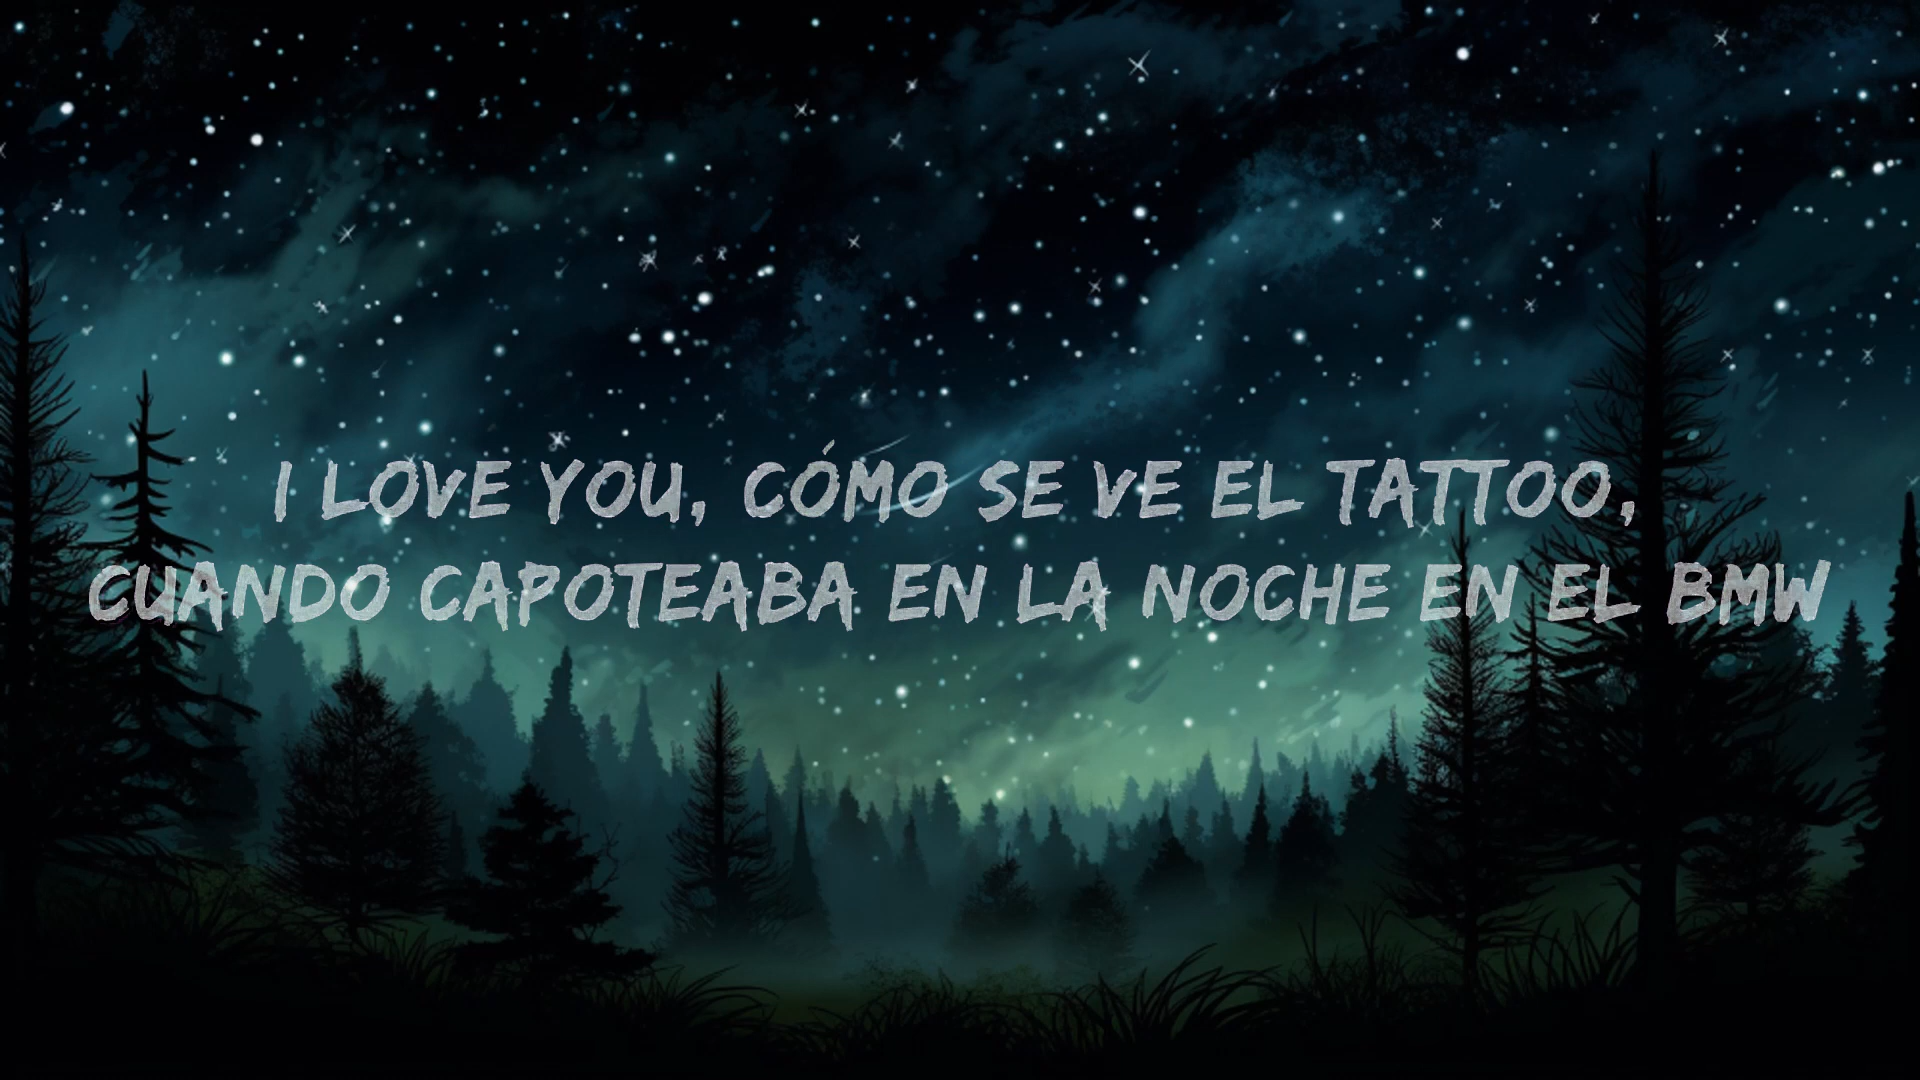 I LOVE YOU, CÓMO SE VE EL TATTOO,
CUANDO CAPOTEABA EN LA NOCHE EN EL BMW